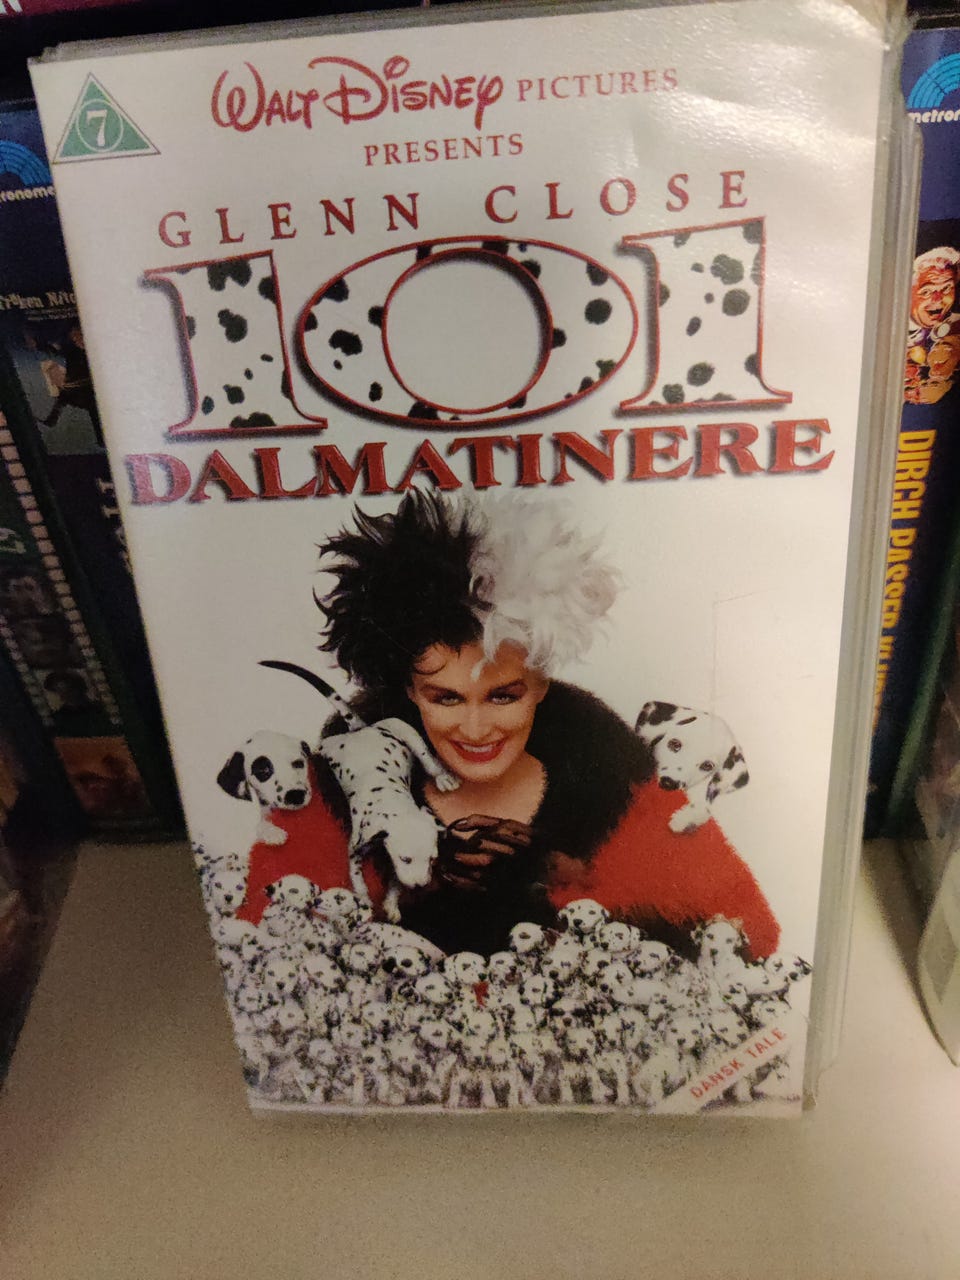 7
WALT DISNEY PICTURES
PRESENTS
GLENN CLOSE
101
DALMATINERE
DANSK TALE
DIRCH PASSER